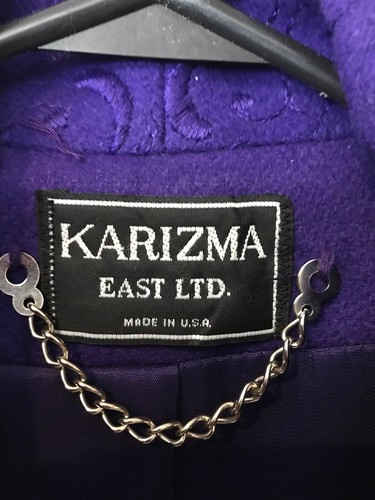 KARIZMA
EAST LTD.
MADE IN U.S.A.